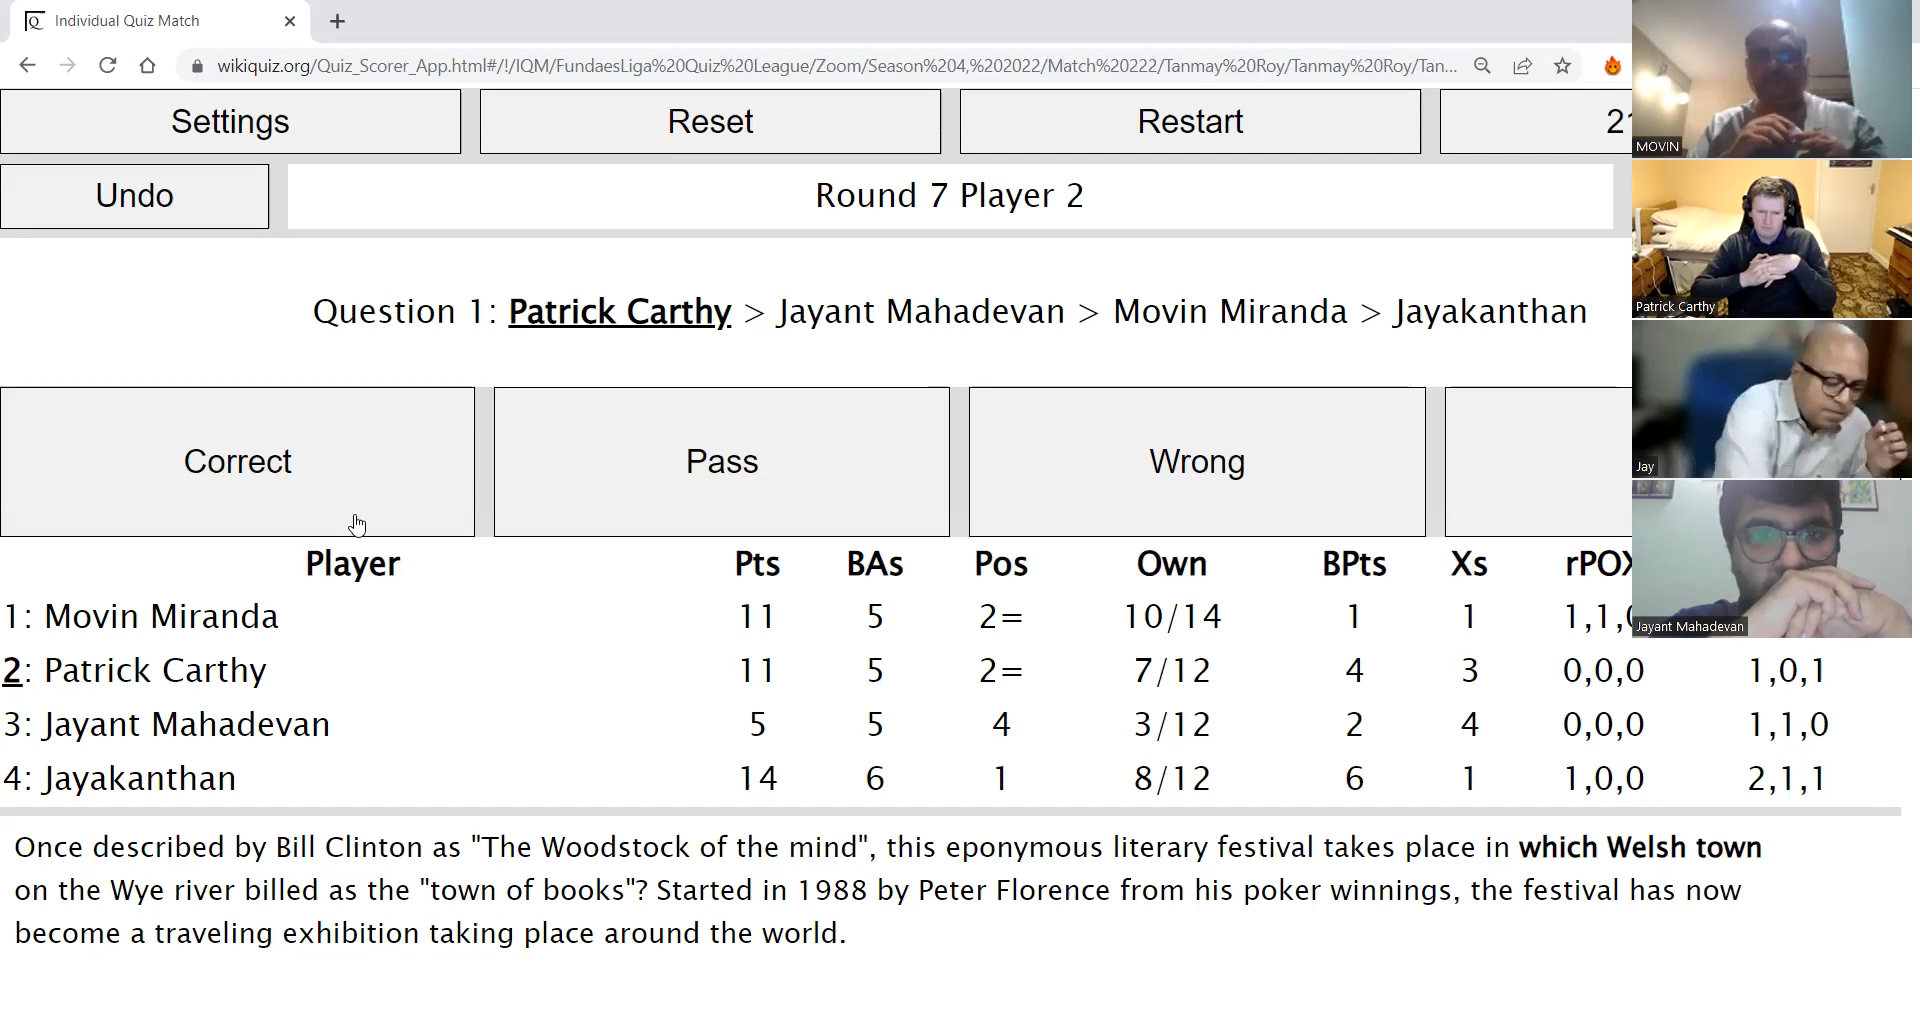 Individual Quiz Match
wikiquiz.org/Quiz_Scorer_App.html#/!/IQM/FundaesLiga%20Quiz%20League/Zoom/Season%204,%202022/Match%20222/Tanmay%20Roy/Tanmay%20Roy/Tan...
Settings Reset Restart
Undo Round 7 Player 2
Question 1: Patrick Carthy > Jayant Mahadevan > Movin Miranda > Jayakanthan
Correct Pass Wrong
Player Pts BAs Pos Own BPts Xs rPOX
1: Movin Miranda 11 5 2= 10/14 1 1 1,1,0
2: Patrick Carthy 11 5 2= 7/12 4 3 0,0,0 1,0,1
3: Jayant Mahadevan 5 5 4 3/12 2 4 0,0,0 1,1,0
4: Jayakanthan 14 6 1 8/12 6 1 1,0,0 2,1,1
Once described by Bill Clinton as "The Woodstock of the mind", this eponymous literary festival takes place in which Welsh town
on the Wye river billed as the "town of books"? Started in 1988 by Peter Florence from his poker winnings, the festival has now
become a traveling exhibition taking place around the world.
MOVIN
Patrick Carthy
Jay
Jayant Mahadevan